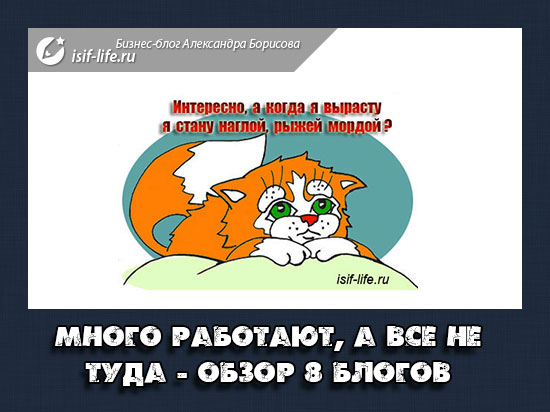 Бизнес-блог Александра Борисова
isif-life.ru
Интересно, а когда я вырасту
я стану наглой, рыжей мордой?
isif-life.ru
МНОГО РАБОТАЮТ, А ВСЕ НЕ
ТУДА - ОБЗОР 8 БЛОГОВ